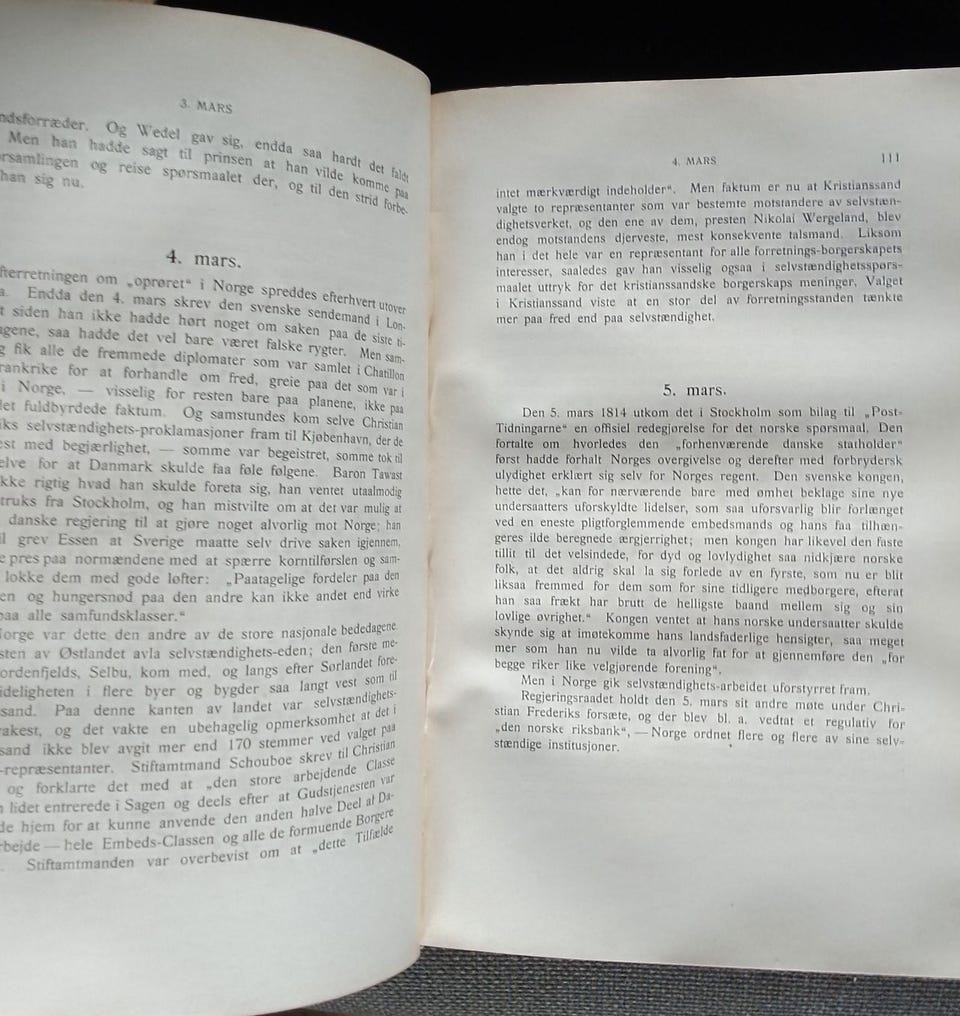 3. MARS
Og Wedel gav sig, endda saa hardt det faldt
Men han hadde sagt til prinsen at han vilde komme paa
og reise spørsmaalet der, og til den strid forbe-
han sig nu.
4. mars.
om „oprøret“ i Norge spreddes efterhvert utover
Endda den 4. mars skrev den svenske sendemand i Lon-
siden han ikke hadde hørt noget om saken paa de siste ti-
saa hadde det vel bare været falske rygter. Men sam-
fik alle de fremmede diplomater som var samlet i Chatillon
for at forhandle om fred, greie paa det som var i
i Norge, — visselig for resten bare paa planene, ikke paa
fuldbyrdede faktum. Og samstundes kom selve Christian
selvstændighets-proklamasjoner fram til Kjøbenhavn, der de
med begjærlighet, — somme var begeistret, somme tok til
for at Danmark skulde faa føle følgene. Baron Tawast
rigtig hvad han skulde foreta sig, han ventet utaalmodig
fra Stockholm, og han mistvilte om at det var mulig at
danske regjering til at gjøre noget alvorlig mot Norge; han
grev Essen at Sverige maatte selv drive saken igjennem,
pres paa normændene med at spærre korntilførslen og sam-
lokke dem med gode løfter: „Paatagelige fordeler paa den
en og hungersnød paa den andre kan ikke andet end virke
paa alle samfundsklasser.“
var dette den andre av de store nasjonale bededagene.
av Østlandet avla selvstændighets-eden; den første me-
Selbu, kom med, og langs efter Sørlandet fore-
i flere byer og bygder saa langt vest som til
Paa denne kanten av landet var selvstændighets-
og det vakte en ubehagelig opmerksomhet at det i
ikke blev avgit mer end 170 stemmer ved valget paa
-repræsentanter. Stiftamtmand Schouboe skrev til Christian
og forklarte det med at „den store arbejdende Classe
lidet entrerede i Sagen og deels efter at Gudstjenesten var
hjem for at kunne anvende den anden halve Deel af Da-
— hele Embeds-Classen og alle de formuende Borgere
Stiftamtmanden var overbevist om at „dette Tilfælde
4. MARS
111
intet mærkværdigt indeholder“. Men faktum er nu at Kristianssand
valgte to repræsentanter som var bestemte motstandere av selvstæn-
dighetsverket, og den ene av dem, presten Nikolai Wergeland, blev
endog motstandens djerveste, mest konsekvente talsmand. Liksom
han i det hele var en repræsentant for alle forretnings-borgerskapets
interesser, saaledes gav han visselig ogsaa i selvstændighetsspørs-
maalet uttryk for det kristianssandske borgerskaps meninger. Valget
i Kristianssand viste at en stor del av forretningsstanden tænkte
mer paa fred end paa selvstændighet.
5. mars.
Den 5. mars 1814 utkom det i Stockholm som bilag til „Post-
Tidningarne“ en offisiel redegjørelse for det norske spørsmaal. Den
fortalte om hvorledes den „forhenværende danske statholder“
først hadde forhalt Norges overgivelse og derefter med forbrydersk
ulydighet erklært sig selv for Norges regent. Den svenske kongen,
hette det, „kan for nærværende bare med ømhet beklage sine nye
undersaatters uforskyldte lidelser, som saa uforsvarlig blir forlænget
ved en eneste pligtforglemmende embedsmands og hans faa tilhæn-
geres ilde beregnede ærgjerrighet; men kongen har likevel den faste
tillit til det velsindede, for dyd og lovlydighet saa nidkjære norske
folk, at det aldrig skal la sig forlede av en fyrste, som nu er blit
liksaa fremmed for dem som for sine tidligere medborgere, efterat
han saa frækt har brutt de helligste baand mellem sig og sin
lovlige øvrighet.“ Kongen ventet at hans norske undersaatter skulde
skynde sig at imøtekomme hans landsfaderlige hensigter, saa meget
mer som han nu vilde ta alvorlig fat for at gjennemføre den „for
begge riker like velgjørende forening“.
Men i Norge gik selvstændighets-arbeidet uforstyrret fram.
Regjeringsraadet holdt den 5. mars sit andre møte under Chri-
stian Frederiks forsæte, og der blev bl. a. vedtat et regulativ for
„den norske riksbank“, — Norge ordnet flere og flere av sine selv-
stændige institusjoner.